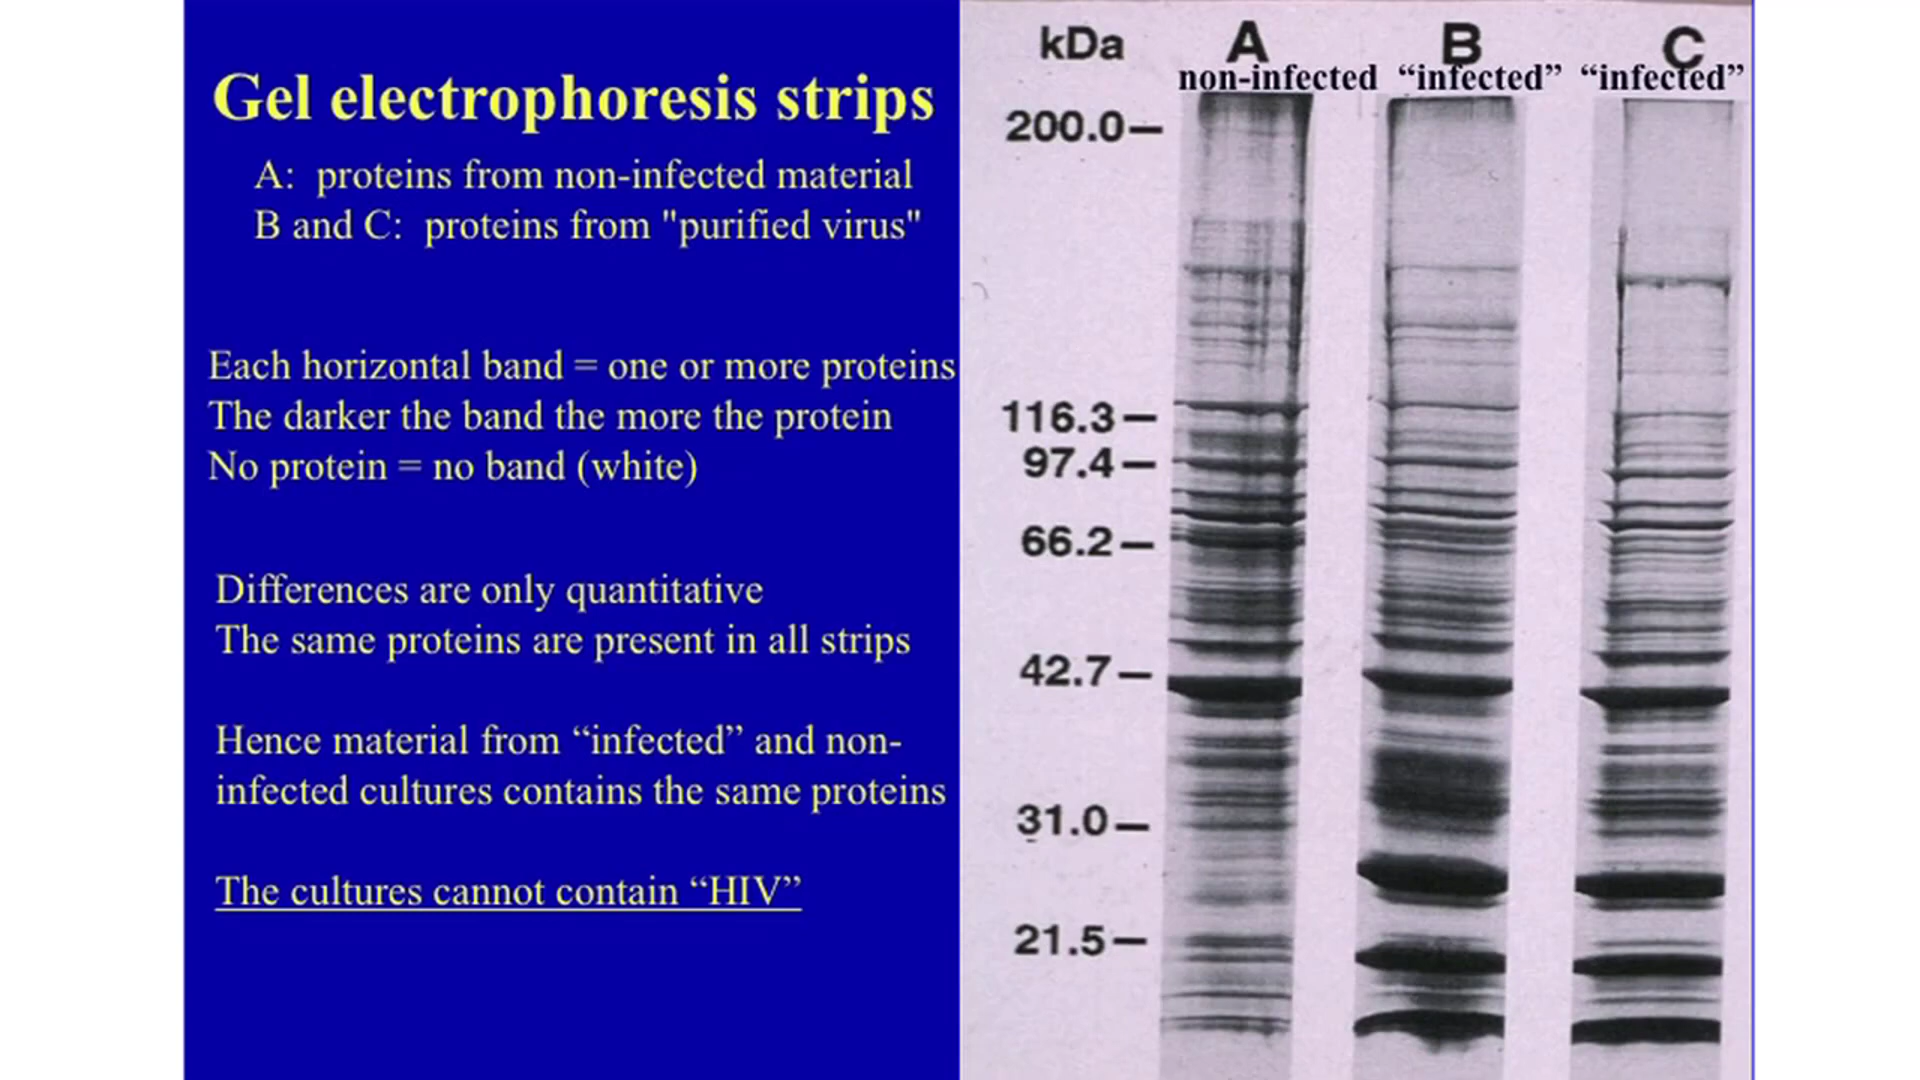 Gel electrophoresis strips
A: proteins from non-infected material
B and C: proteins from "purified virus"
Each horizontal band = one or more proteins
The darker the band the more the protein
No protein = no band (white)
Differences are only quantitative
The same proteins are present in all strips
Hence material from “infected” and non-
infected cultures contains the same proteins
The cultures cannot contain “HIV”
kDa A B C
non-infected “infected” “infected”
200.0
116.3
97.4
66.2
42.7
31.0
21.5